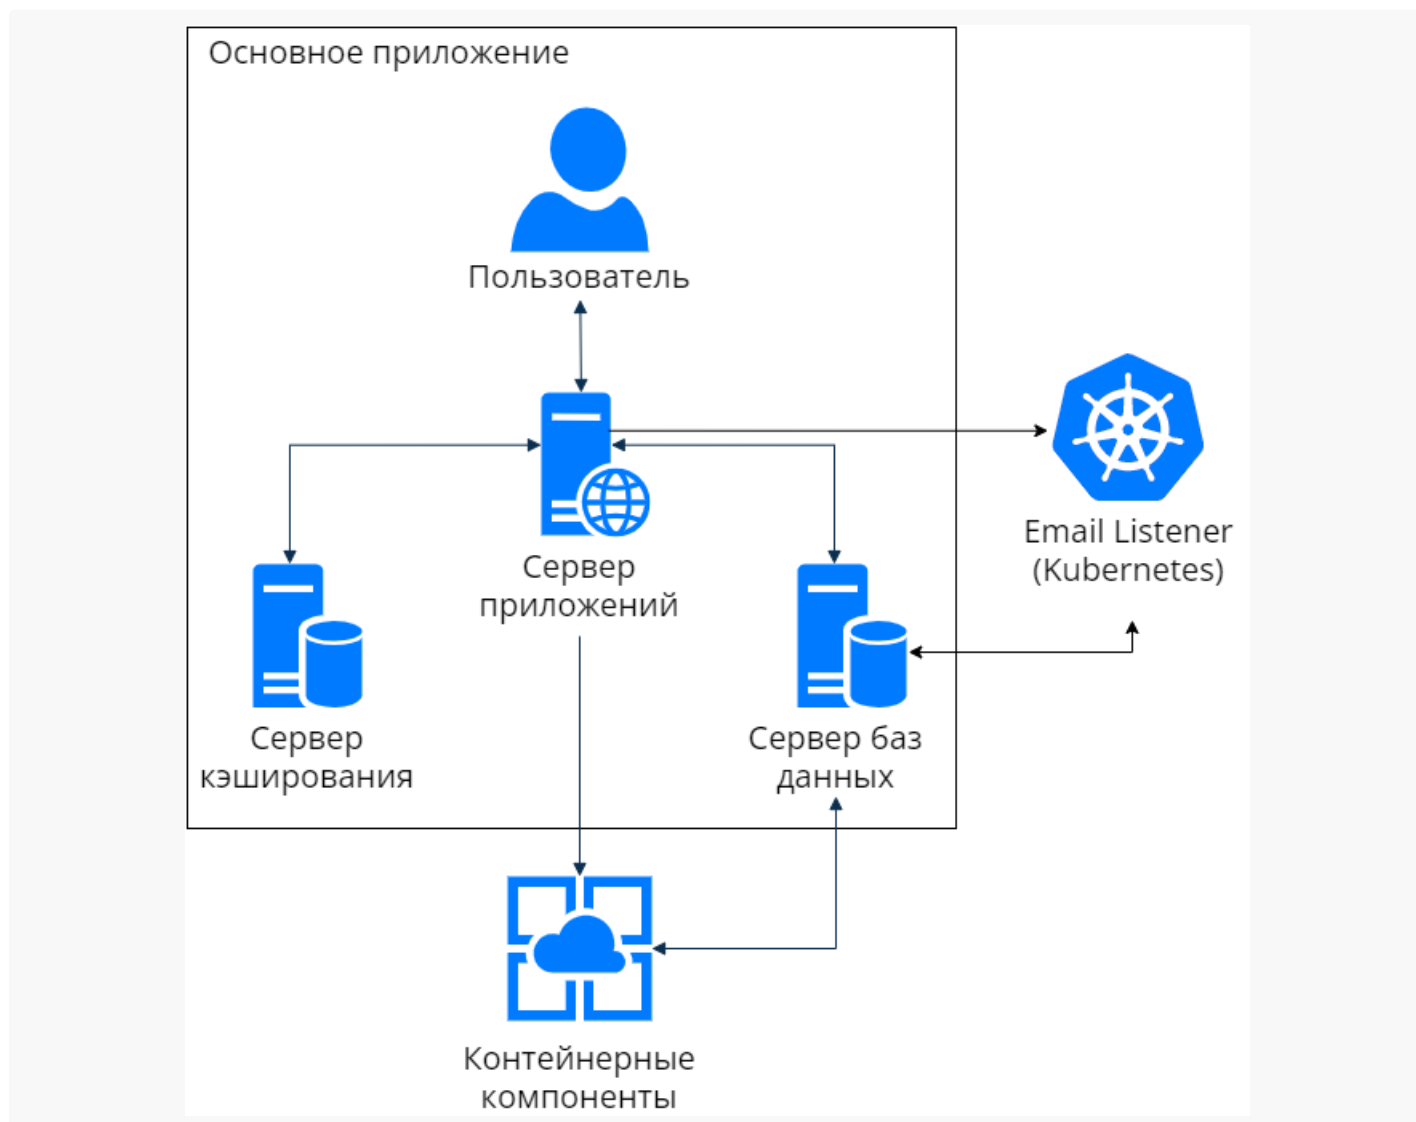 Основное приложение
Пользователь
Email Listener
(Kubernetes)
Сервер
приложений
Сервер
кэширования
Сервер баз
данных
Контейнерные
компоненты